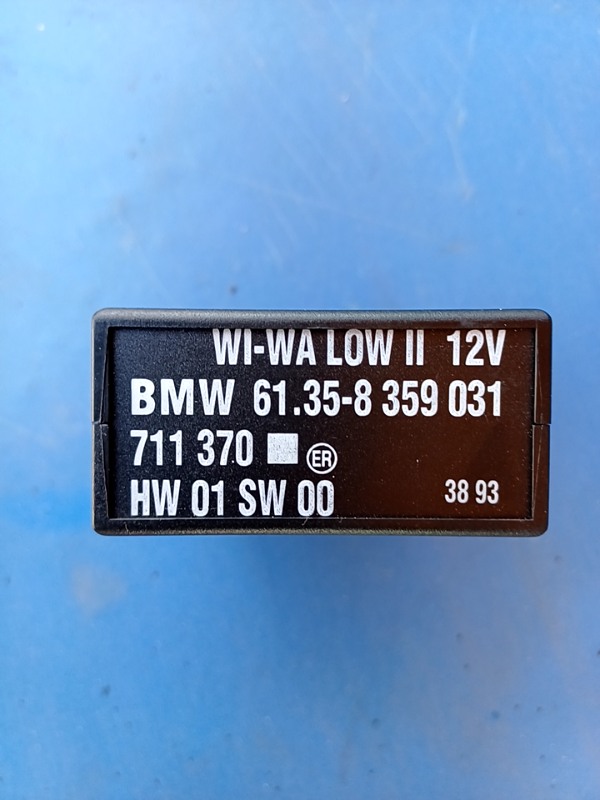 WI-WA LOW II 12V
BMW 61.35-8 359 031
711 370 ER
HW 01 SW 00 38 93